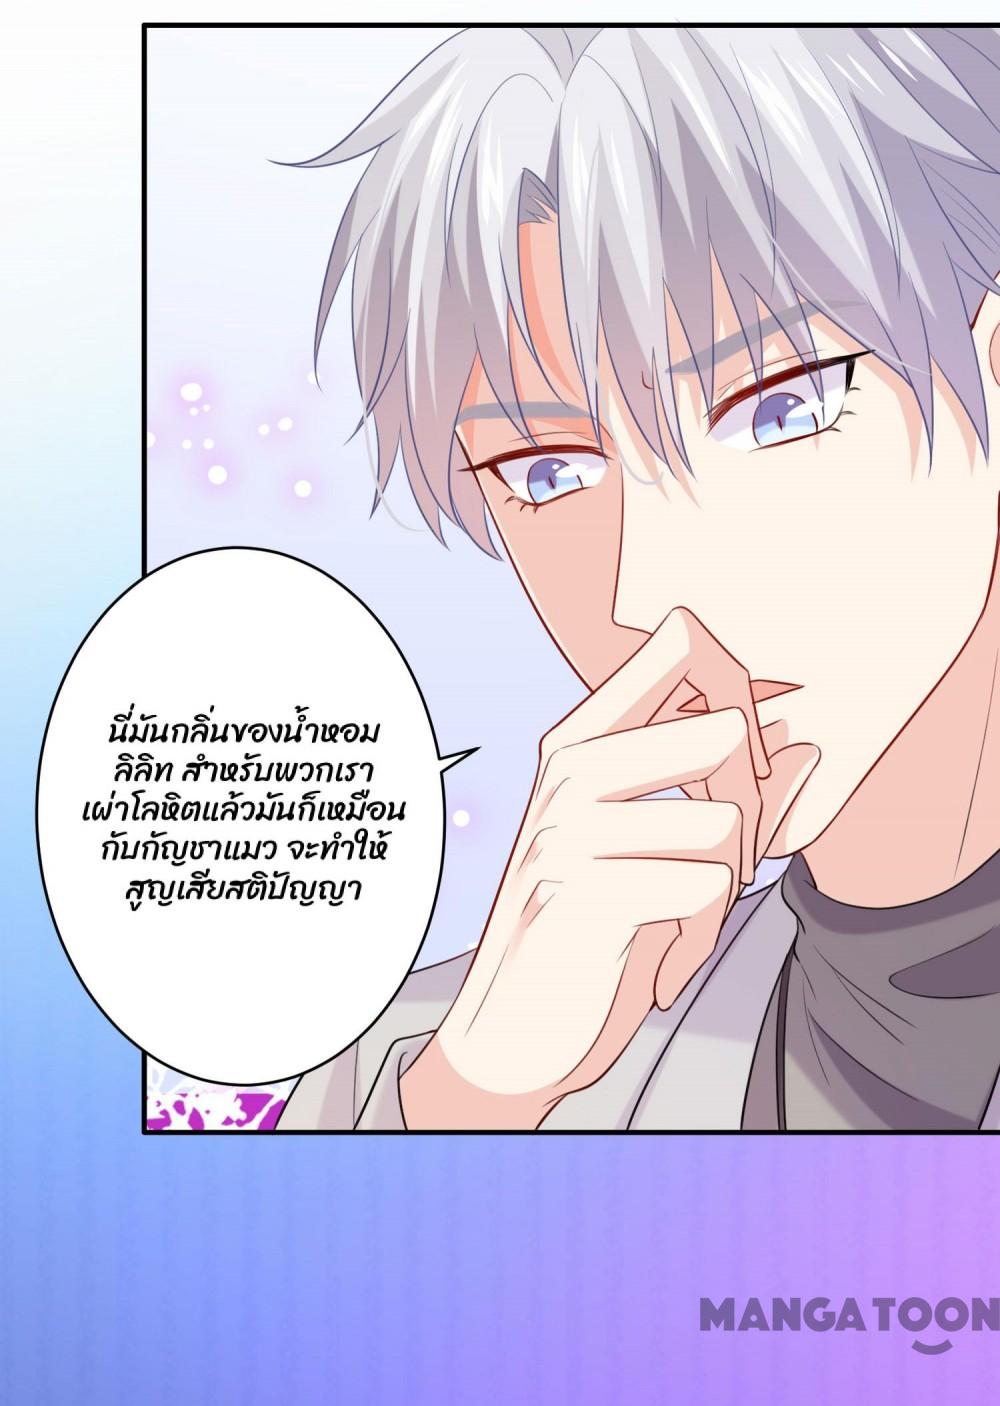 นี่มันกลิ่นของน้ำหอม
ลิลิท สำหรับพวกเรา
เผ่าโลหิตแล้วมันก็เหมือน
กับกัญชาแมว จะทำให้
สูญเสียสติปัญญา
MANGATOON